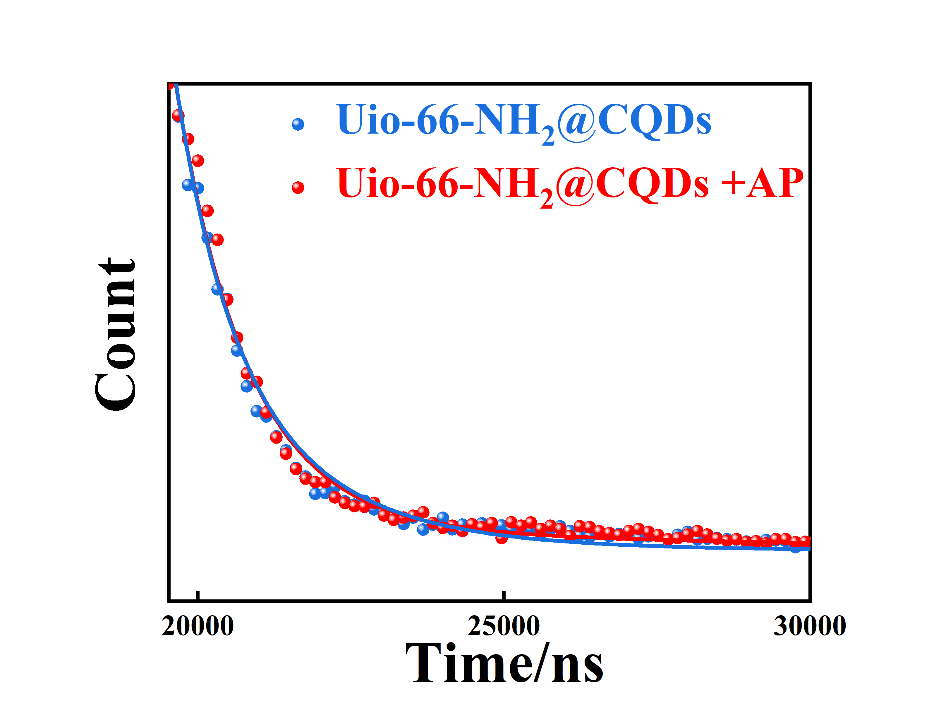 Uio-66-NH₂@CQDs
Uio-66-NH₂@CQDs +AP
Count
20000 25000 30000
Time/ns